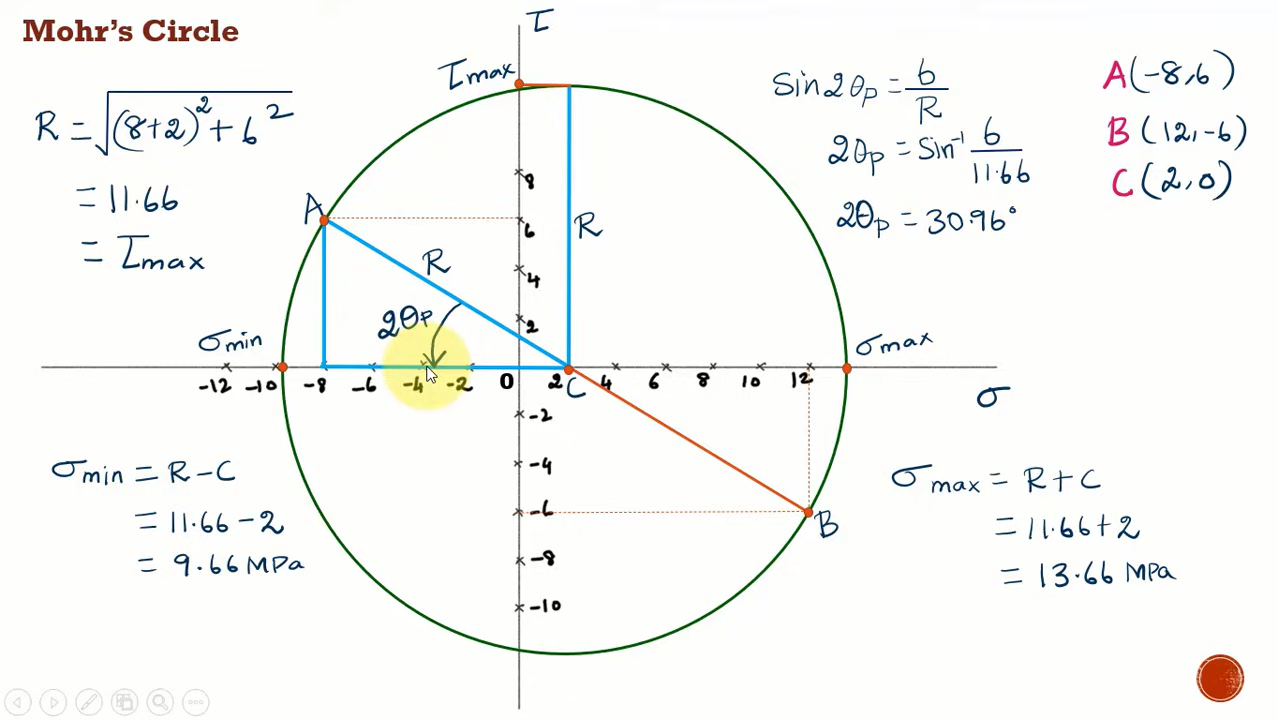 Mohr's Circle
R = √(8+2)² + 6²
= 11.66
= τmax
τ
τmax
Sin2θp = 6/R
2θp = Sin⁻¹ 6/11.66
2θp = 30.96°
A(-8,6)
B (12,-6)
C (2,0)
A
R
R
2θp
σmin
σmax
8
6
4
2
-12 -10 -8 -6 -4 -2 0 2 4 6 8 10 12
C
σ
-2
-4
-6
-8
-10
B
σmin = R-C
= 11.66-2
= 9.66 MPa
σmax = R+C
= 11.66+2
= 13.66 MPa